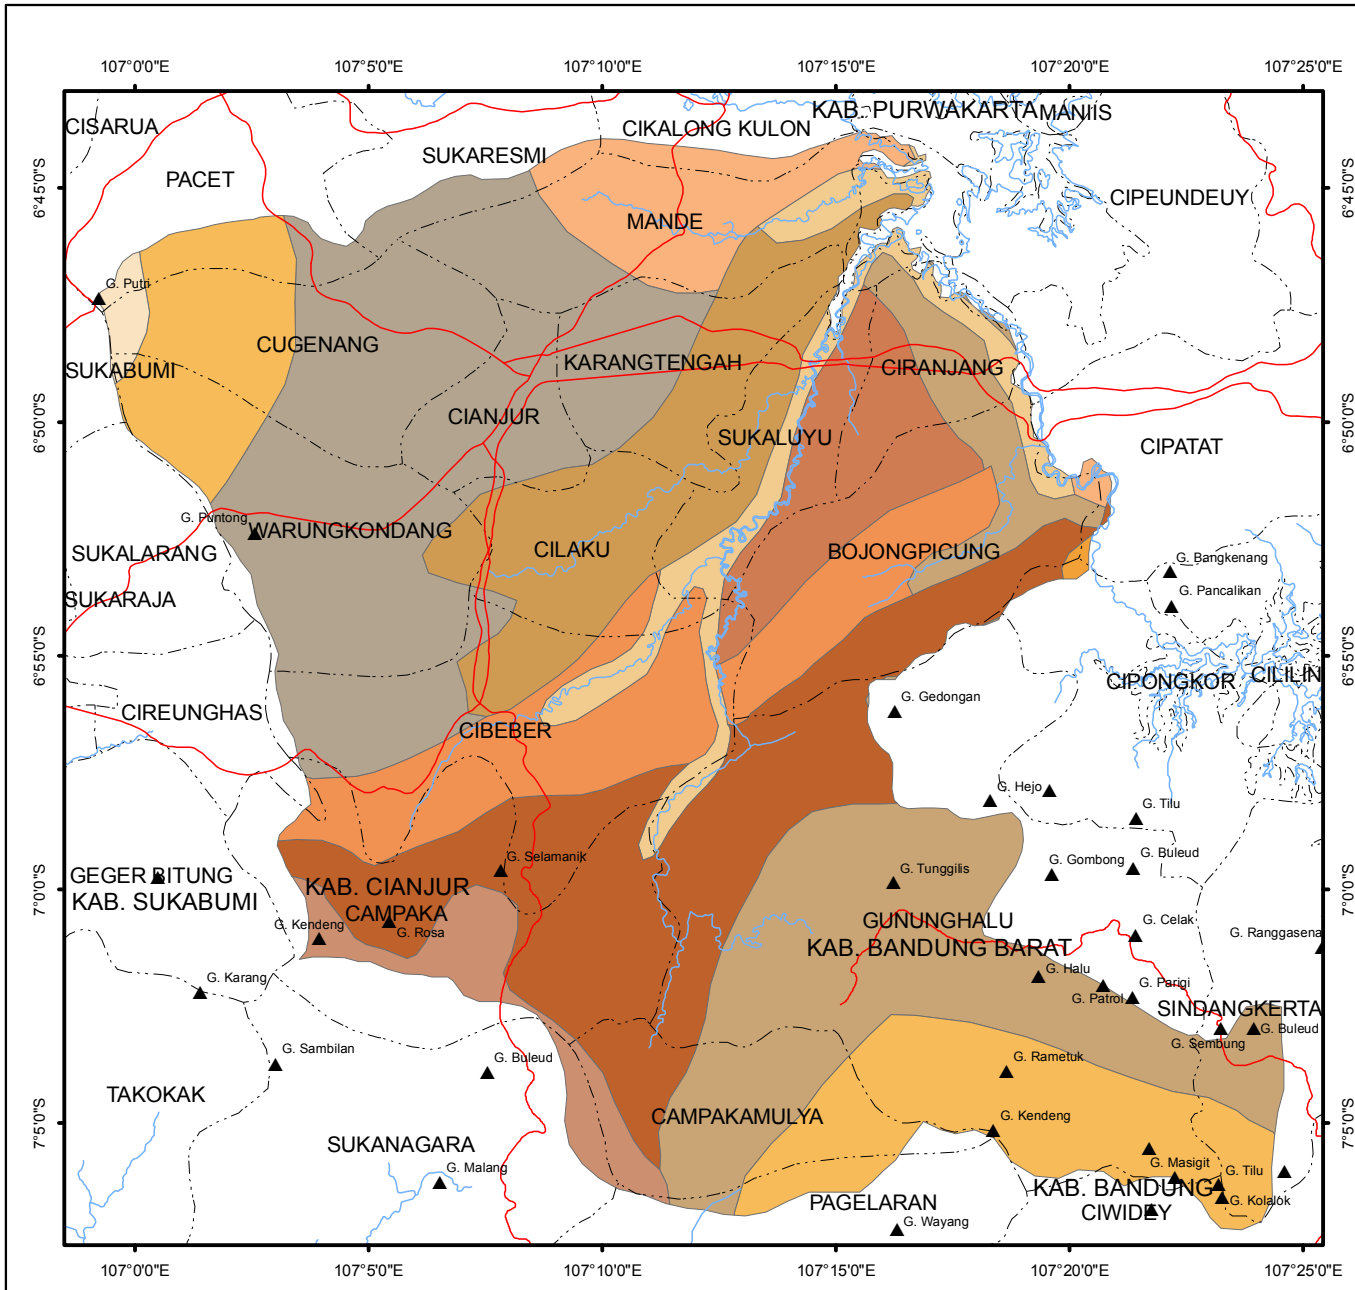 107°0'0"E 107°5'0"E 107°10'0"E 107°15'0"E 107°20'0"E 107°25'0"E
KAB. PURWAKARTA MANIIS
CISARUA
CIKALONG KULON
SUKARESMI
PACET
6°45'0"S 6°45'0"S
CIPEUNDEUY
MANDE
G. Putri
CUGENANG
KARANGTENGAH
CIRANJANG
SUKABUMI
CIANJUR
6°50'0"S 6°50'0"S
SUKALUYU
CIPATAT
G. Puntong
WARUNGKONDANG
CILAKU
BOJONGPICUNG
SUKALARANG
G. Bangkenang
G. Pancalikan
SUKARAJA
6°55'0"S 6°55'0"S
CIPONGKOR
CILILIN
G. Gedongan
CIREUNGHAS
CIBEBER
G. Hejo
G. Tilu
G. Selamanik
G. Gombong
G. Buleud
G. Tunggilis
GEGER BITUNG
KAB. CIANJUR
7°0'0"S 7°0'0"S
KAB. SUKABUMI
CAMPAKA
GUNUNGHALU
G. Kendeng
G. Rosa
G. Celak
G. Ranggasena
KAB. BANDUNG BARAT
G. Karang
G. Halu
G. Patrol
G. Parigi
SINDANGKERTA
G. Buleud
G. Sembung
G. Sambilan
G. Buleud
G. Rametuk
TAKOKAK
CAMPAKAMULYA
G. Kendeng
7°5'0"S 7°5'0"S
SUKANAGARA
G. Malang
G. Masigit
G. Tilu
KAB. BANDUNG
G. Kolalok
PAGELARAN
CIWIDEY
G. Wayang
107°0'0"E 107°5'0"E 107°10'0"E 107°15'0"E 107°20'0"E 107°25'0"E